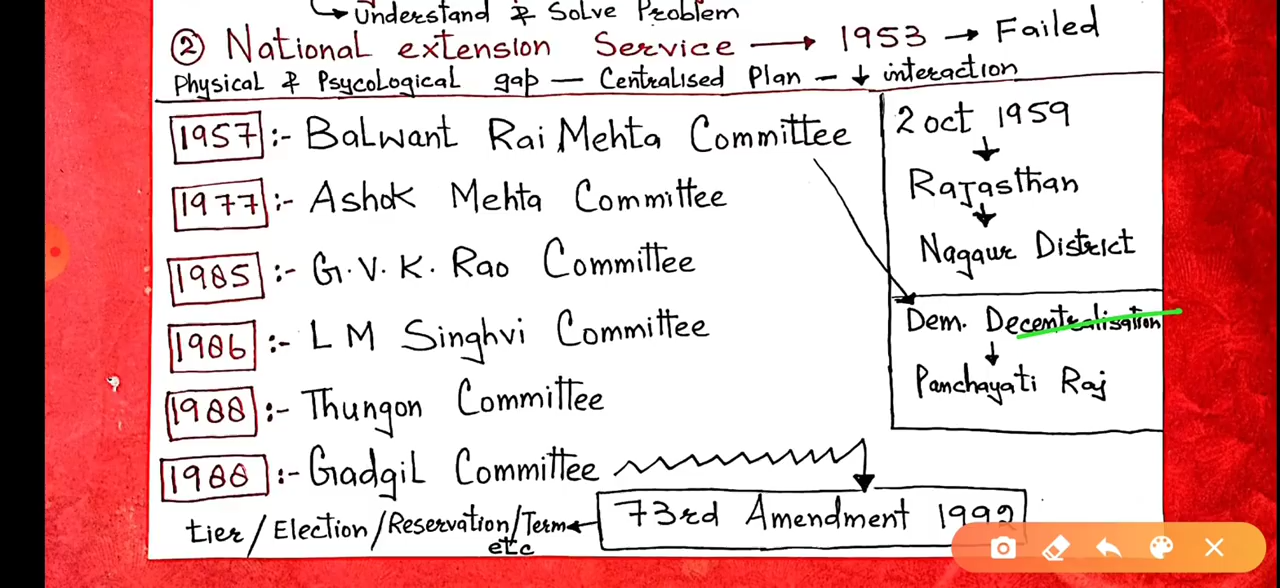 Understand & Solve Problem
② National extension Service → 1953 → Failed
Physical & Psycological gap — Centralised Plan — ↓ interaction
1957 :- Balwant Rai Mehta Committee
1977 :- Ashok Mehta Committee
1985 :- G.V.K. Rao Committee
1986 :- L M Singhvi Committee
1988 :- Thungon Committee
1988 :- Gadgil Committee
73rd Amendment 1992
tier / Election / Reservation / Term
etc
2 oct 1959
Rajasthan
Nagaur District
Dem. Decentralisation
Panchayati Raj